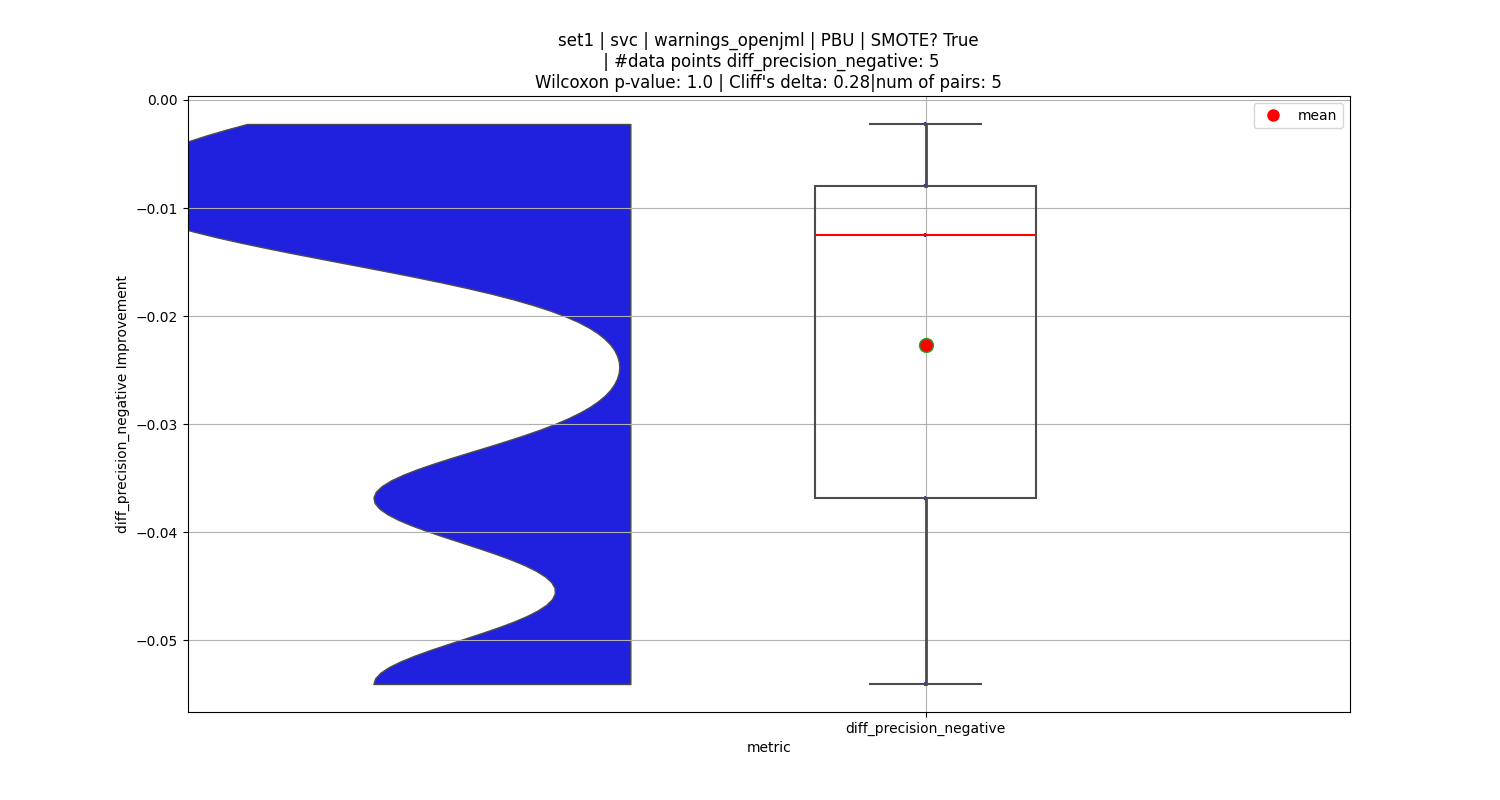 set1 | svc | warnings_openjml | PBU | SMOTE? True
| #data points diff_precision_negative: 5
Wilcoxon p-value: 1.0 | Cliff's delta: 0.28|num of pairs: 5
mean
0.00
−0.01
−0.02
−0.03
−0.04
−0.05
diff_precision_negative Improvement
diff_precision_negative
metric